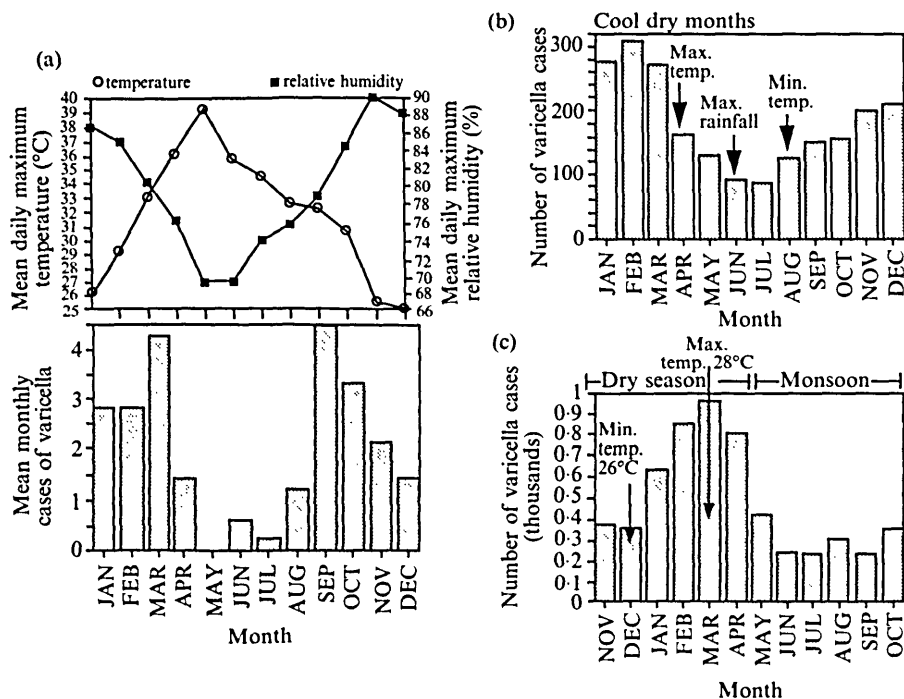 (a)
temperature
relative humidity
Mean daily maximum
temperature (°C)
40
39
38
37
36
35
34
33
32
31
30
29
28
27
26
25
90
88
86
84
82
80
78
76
74
72
70
68
66
Mean daily maximum
relative humidity (%)
Mean monthly
cases of varicella
4
3
2
1
0
JAN
FEB
MAR
APR
MAY
JUN
JUL
AUG
SEP
OCT
NOV
DEC
Month
(b)
Cool dry months
Number of varicella cases
300
200
100
0
Max.
temp.
Max.
rainfall
Min.
temp.
JAN
FEB
MAR
APR
MAY
JUN
JUL
AUG
SEP
OCT
NOV
DEC
Month
(c)
Max.
temp. 28°C
Dry season
Monsoon
Number of varicella cases
(thousands)
0·9
0·8
0·7
0·6
0·5
0·4
0·3
0·2
0·1
0
Min.
temp.
26°C
NOV
DEC
JAN
FEB
MAR
APR
MAY
JUN
JUL
AUG
SEP
OCT
Month